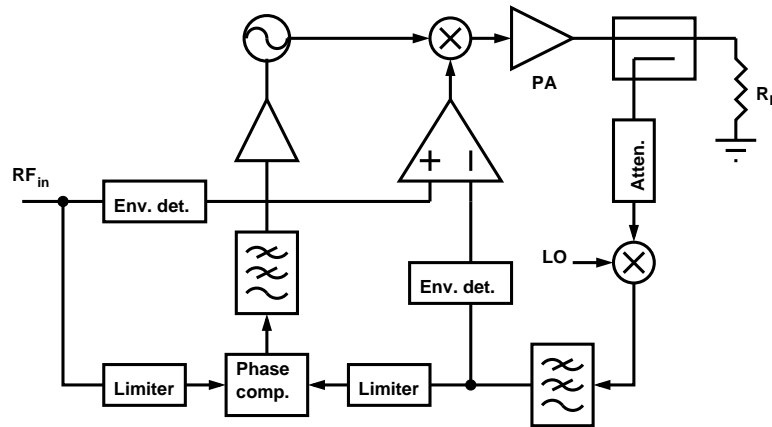 PA
R
Atten.
RF in
Env. det.
LO
Env. det.
Limiter
Phase
comp.
Limiter